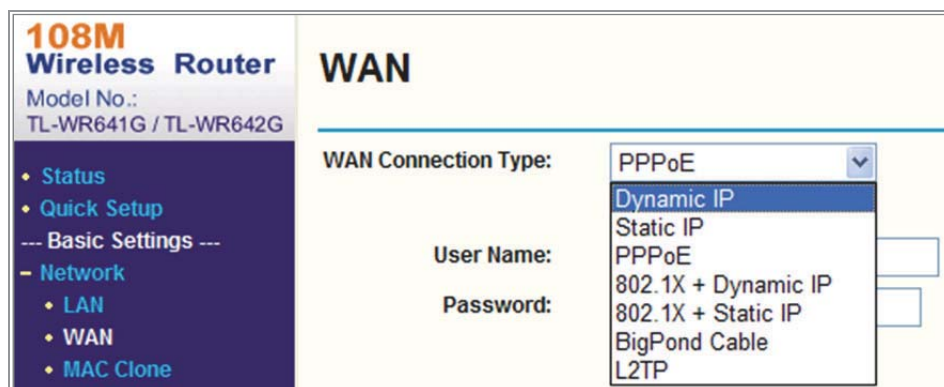 108M
Wireless Router
Model No.:
TL-WR641G / TL-WR642G
• Status
• Quick Setup
--- Basic Settings ---
– Network
• LAN
• WAN
• MAC Clone
WAN
WAN Connection Type:
PPPoE
Dynamic IP
Static IP
PPPoE
802.1X + Dynamic IP
802.1X + Static IP
BigPond Cable
L2TP
User Name:
Password: